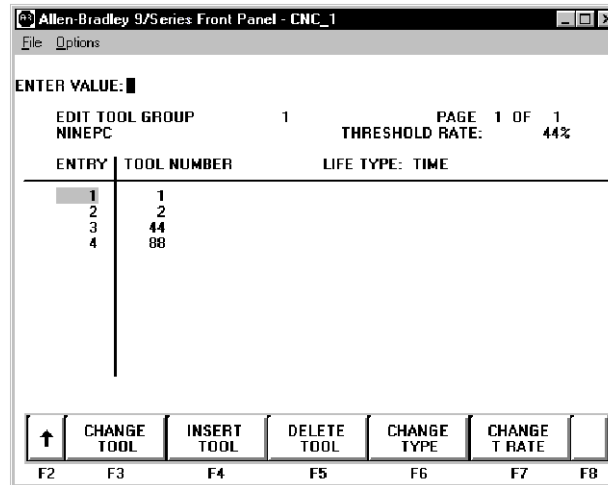 Allen-Bradley 9/Series Front Panel - CNC_1
File Options
ENTER VALUE:
EDIT TOOL GROUP 1 PAGE 1 OF 1
NINEPC THRESHOLD RATE: 44%
ENTRY TOOL NUMBER LIFE TYPE: TIME
1 1
2 2
3 44
4 88
CHANGE TOOL INSERT TOOL DELETE TOOL CHANGE TYPE CHANGE T RATE
F2 F3 F4 F5 F6 F7 F8